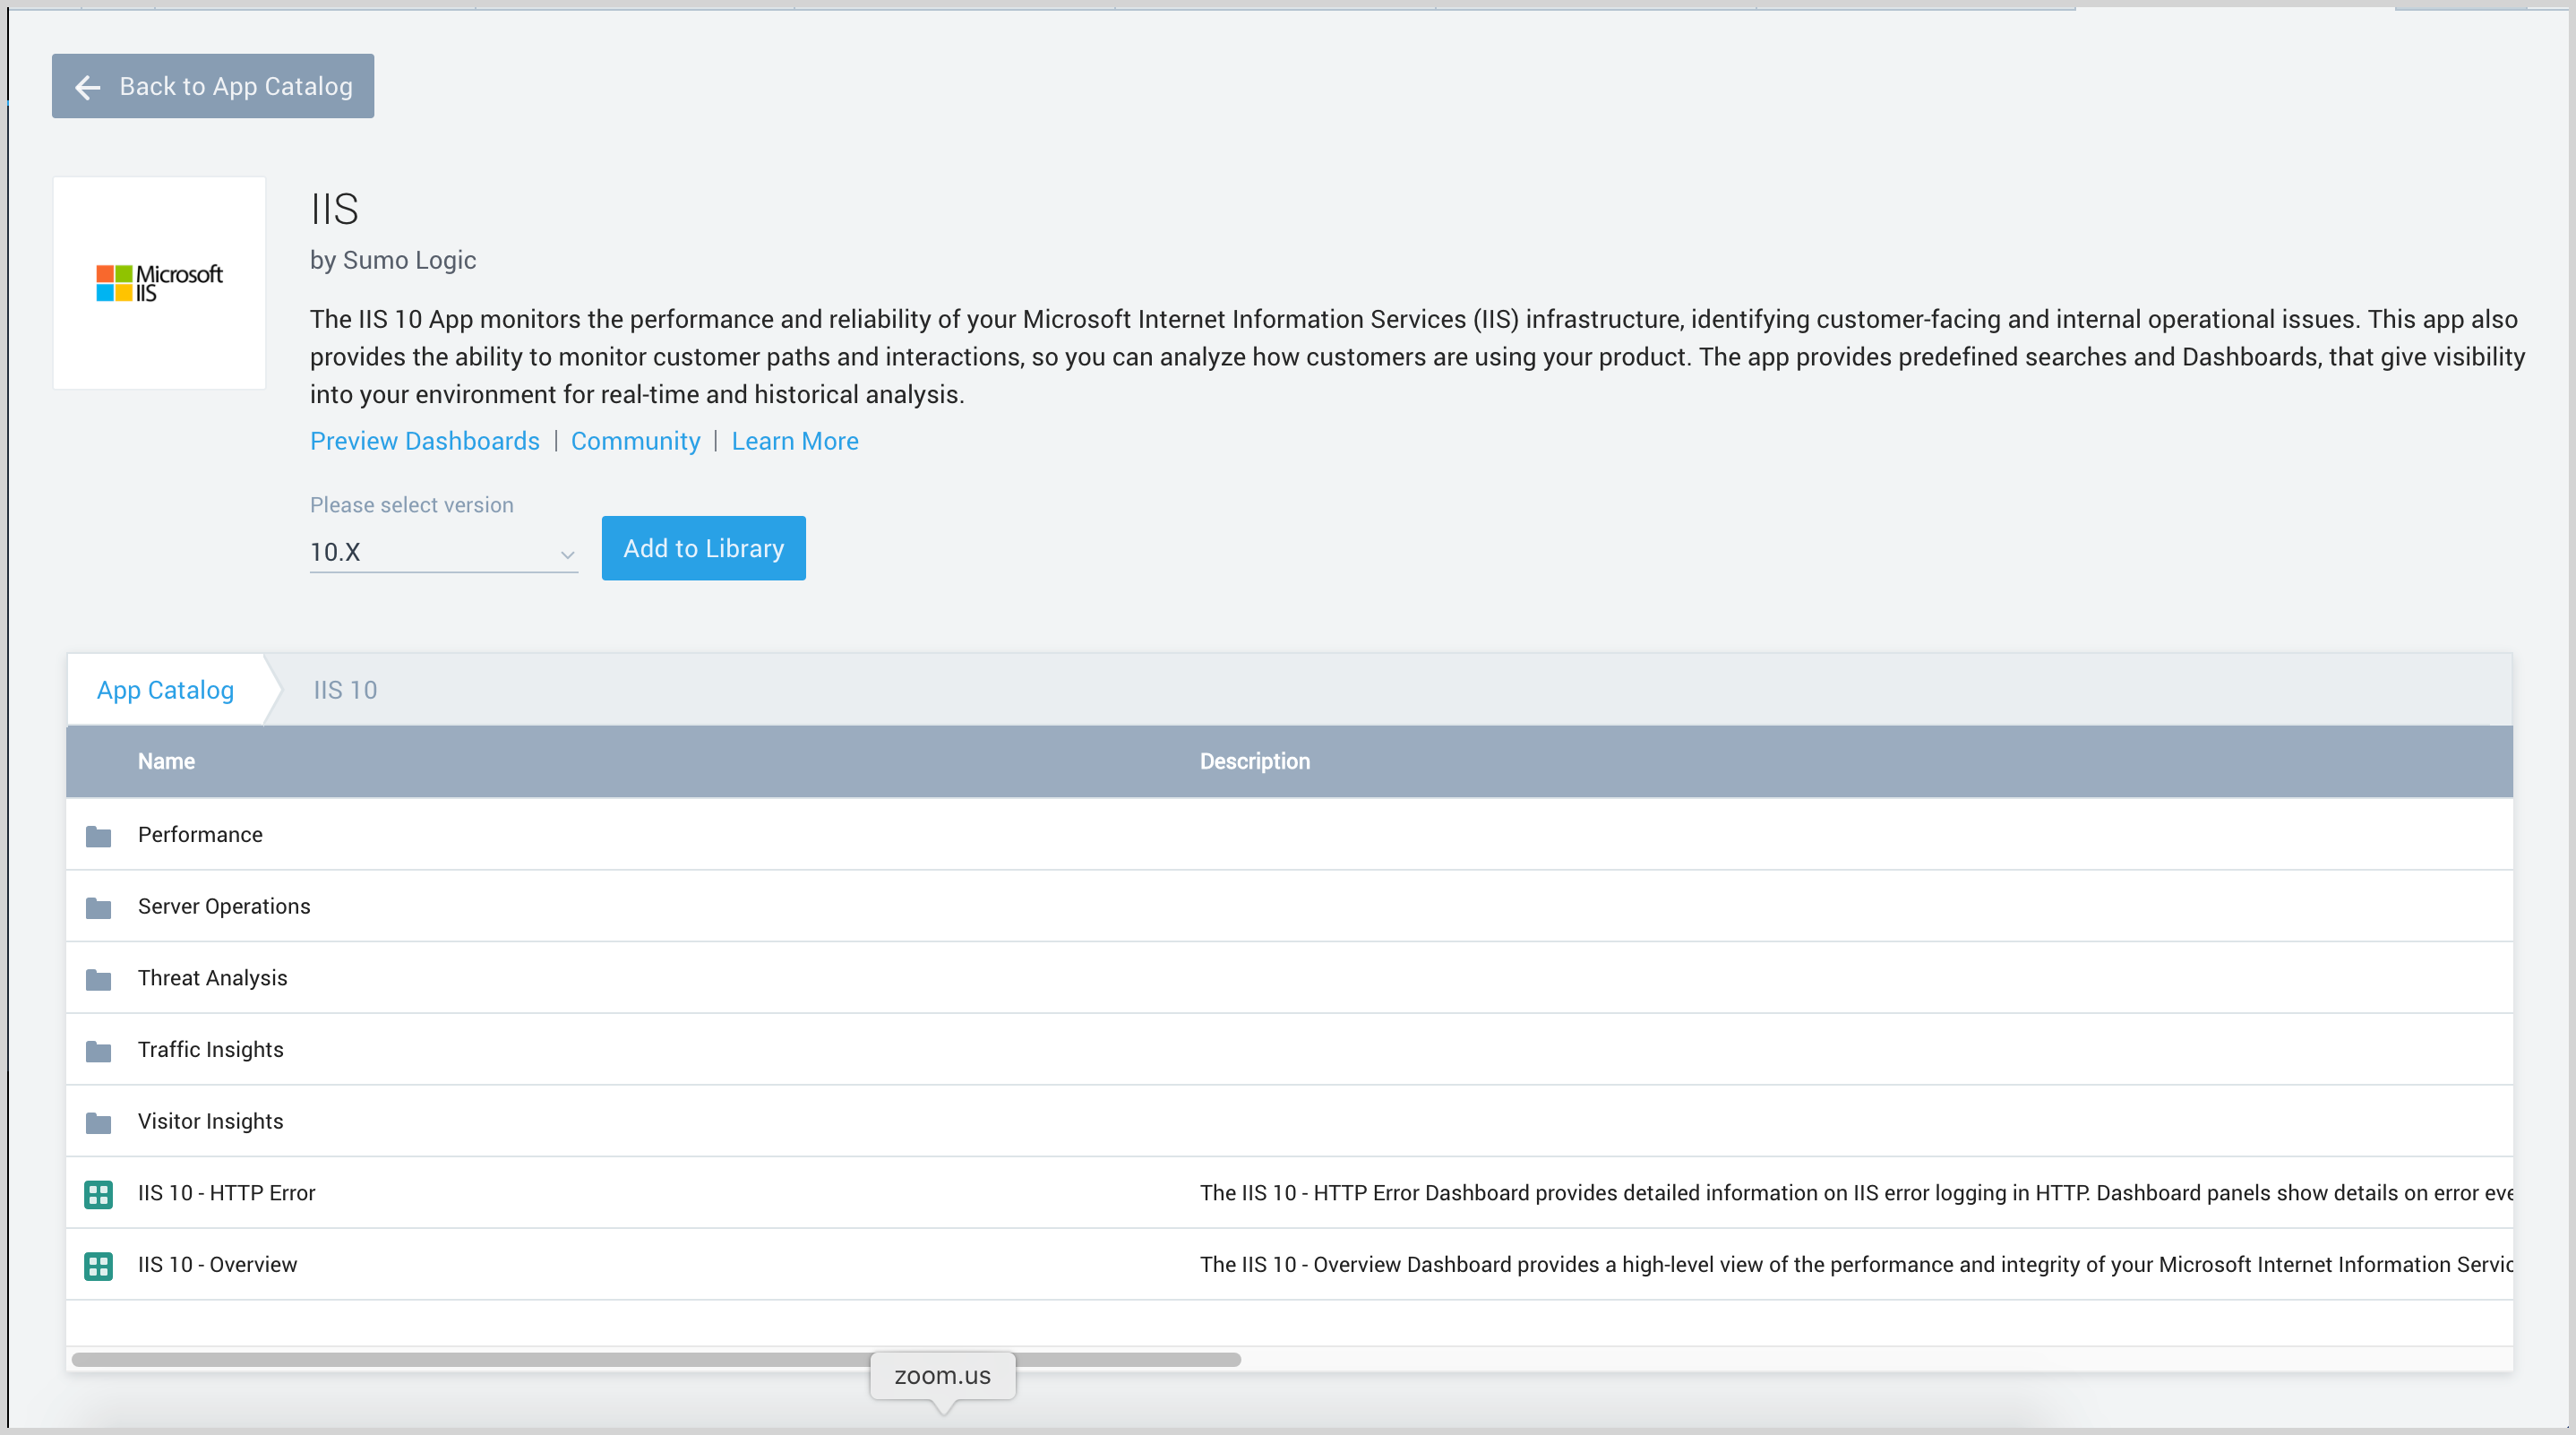 Back to App Catalog
Microsoft
IIS
IIS
by Sumo Logic
The IIS 10 App monitors the performance and reliability of your Microsoft Internet Information Services (IIS) infrastructure, identifying customer-facing and internal operational issues. This app also
provides the ability to monitor customer paths and interactions, so you can analyze how customers are using your product. The app provides predefined searches and Dashboards, that give visibility
into your environment for real-time and historical analysis.
Preview Dashboards | Community | Learn More
Please select version
10.X
Add to Library
App Catalog
IIS 10
Name Description
Performance
Server Operations
Threat Analysis
Traffic Insights
Visitor Insights
IIS 10 - HTTP Error The IIS 10 - HTTP Error Dashboard provides detailed information on IIS error logging in HTTP. Dashboard panels show details on error eve
IIS 10 - Overview The IIS 10 - Overview Dashboard provides a high-level view of the performance and integrity of your Microsoft Internet Information Servic
zoom.us